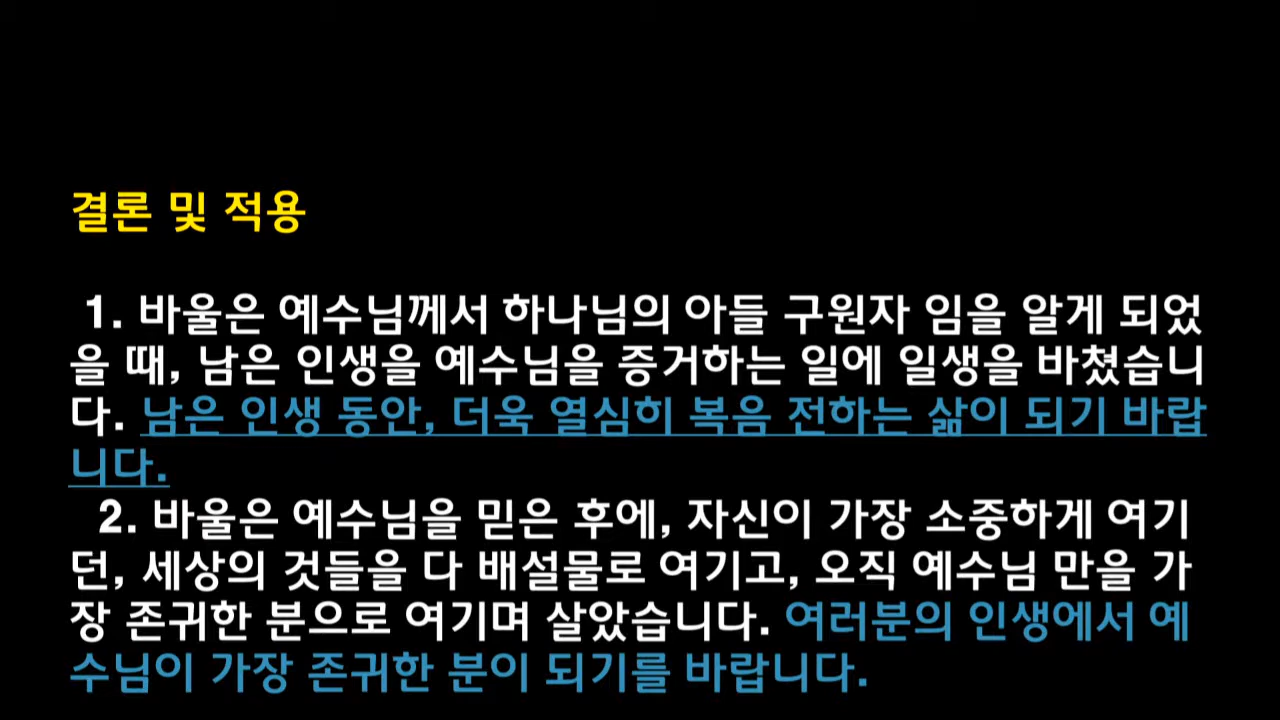 결론 및 적용
1. 바울은 예수님께서 하나님의 아들 구원자 임을 알게 되었
을 때, 남은 인생을 예수님을 증거하는 일에 일생을 바쳤습니
다. 남은 인생 동안, 더욱 열심히 복음 전하는 삶이 되기 바랍
니다.
2. 바울은 예수님을 믿은 후에, 자신이 가장 소중하게 여기
던, 세상의 것들을 다 배설물로 여기고, 오직 예수님 만을 가
장 존귀한 분으로 여기며 살았습니다. 여러분의 인생에서 예
수님이 가장 존귀한 분이 되기를 바랍니다.